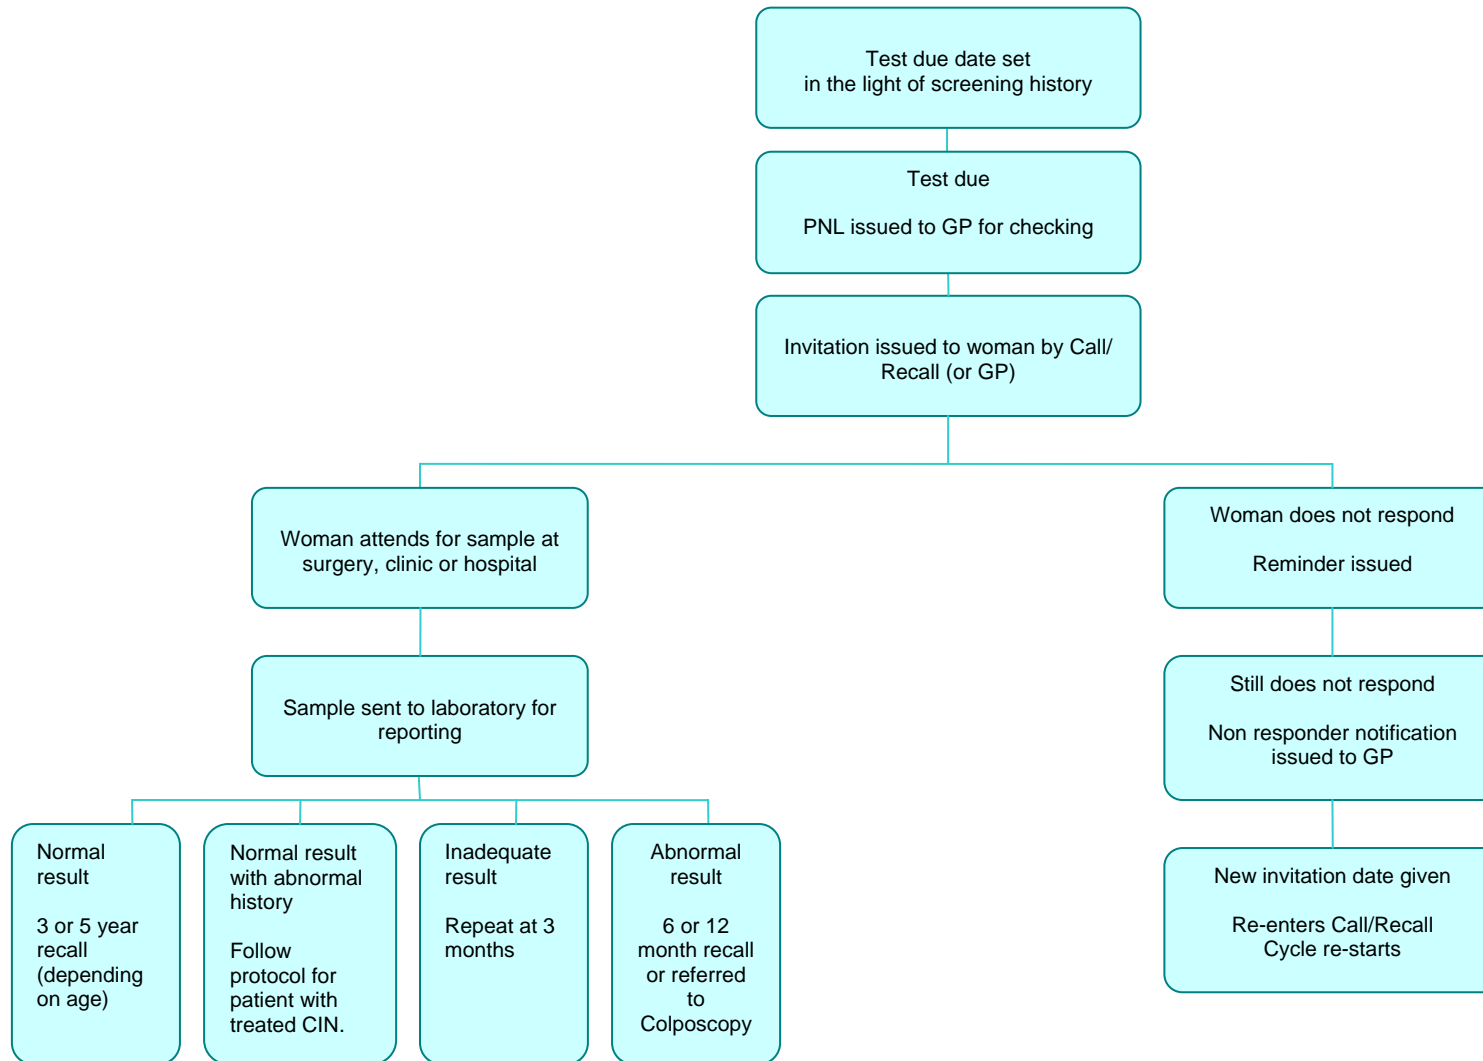 Test due date set
in the light of screening history
Test due
PNL issued to GP for checking
Invitation issued to woman by Call/
Recall (or GP)
Woman attends for sample at
surgery, clinic or hospital
Woman does not respond
Reminder issued
Sample sent to laboratory for
reporting
Still does not respond
Non responder notification
issued to GP
Normal
result
3 or 5 year
recall
(depending
on age)
Normal result
with abnormal
history
Follow
protocol for
patient with
treated CIN.
Inadequate
result
Repeat at 3
months
Abnormal
result
6 or 12
month recall
or referred
to
Colposcopy
New invitation date given
Re-enters Call/Recall
Cycle re-starts